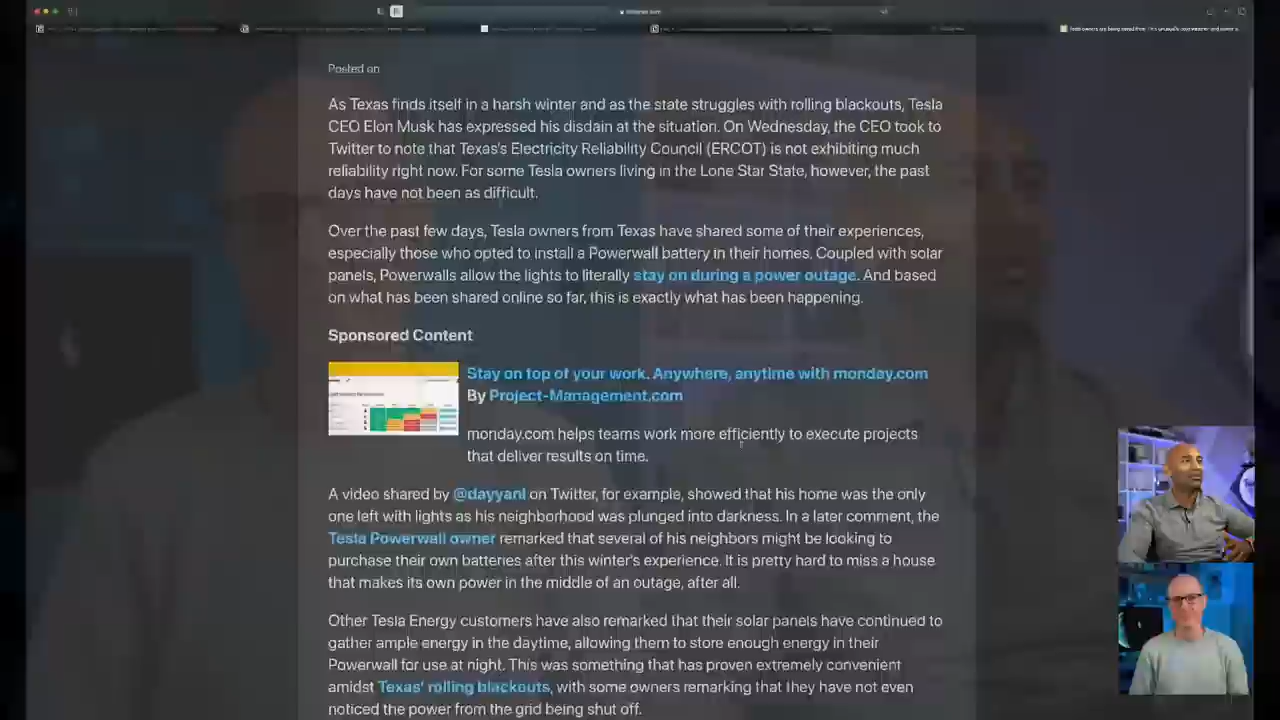 Posted on
As Texas finds itself in a harsh winter and as the state struggles with rolling blackouts, Tesla
CEO Elon Musk has expressed his disdain at the situation. On Wednesday, the CEO took to
Twitter to note that Texas's Electricity Reliability Council (ERCOT) is not exhibiting much
reliability right now. For some Tesla owners living in the Lone Star State, however, the past
days have not been as difficult.
Over the past few days, Tesla owners from Texas have shared some of their experiences,
especially those who opted to install a Powerwall battery in their homes. Coupled with solar
panels, Powerwalls allow the lights to literally stay on during a power outage. And based
on what has been shared online so far, this is exactly what has been happening.
Sponsored Content
Stay on top of your work. Anywhere, anytime with monday.com
By Project-Management.com
monday.com helps teams work more efficiently to execute projects
that deliver results on time.
A video shared by @dayyanl on Twitter, for example, showed that his home was the only
one left with lights as his neighborhood was plunged into darkness. In a later comment, the
Tesla Powerwall owner remarked that several of his neighbors might be looking to
purchase their own batteries after this winter's experience. It is pretty hard to miss a house
that makes its own power in the middle of an outage, after all.
Other Tesla Energy customers have also remarked that their solar panels have continued to
gather ample energy in the daytime, allowing them to store enough energy in their
Powerwall for use at night. This was something that has proven extremely convenient
amidst Texas' rolling blackouts, with some owners remarking that they have not even
noticed the power from the grid being shut off.